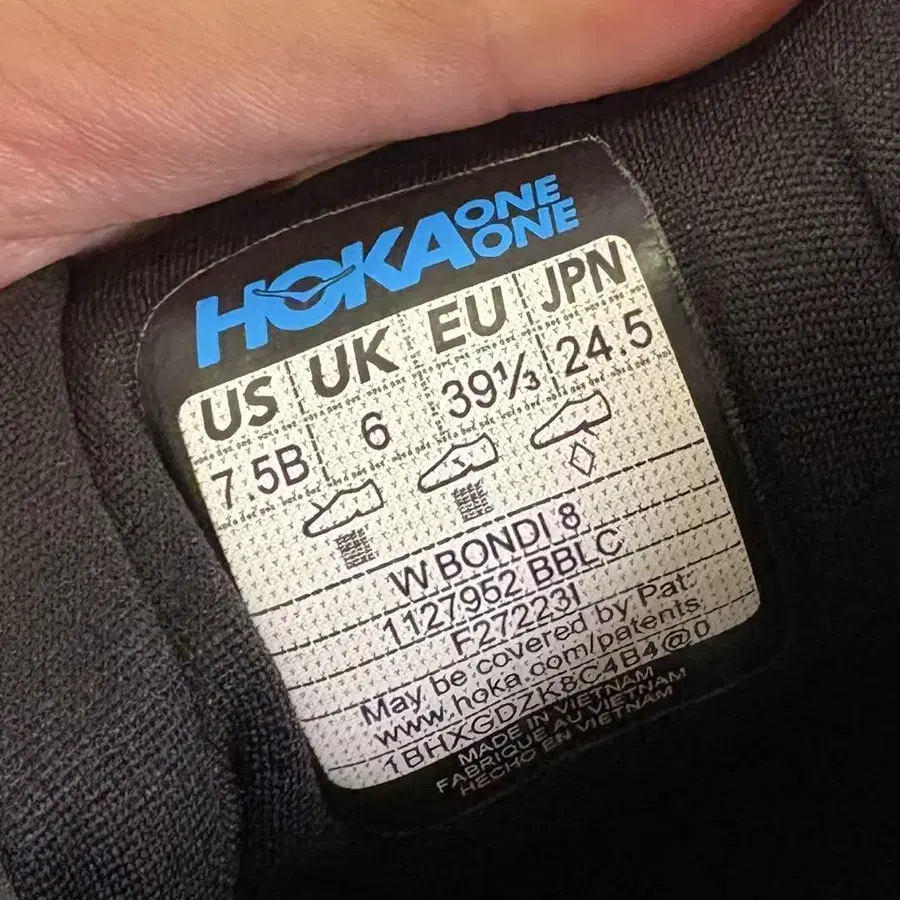 HOKA ONE ONE
US UK EU JPN
7.5B 6 39⅓ 24.5
W BONDI 8
1127952 BBLC
F27223I
May be covered by Pat:
www.hoka.com/patents
1BHXGDZK8C4B4@0
MADE IN VIETNAM
FABRIQUE AU VIETNAM
HECHO EN VIETNAM